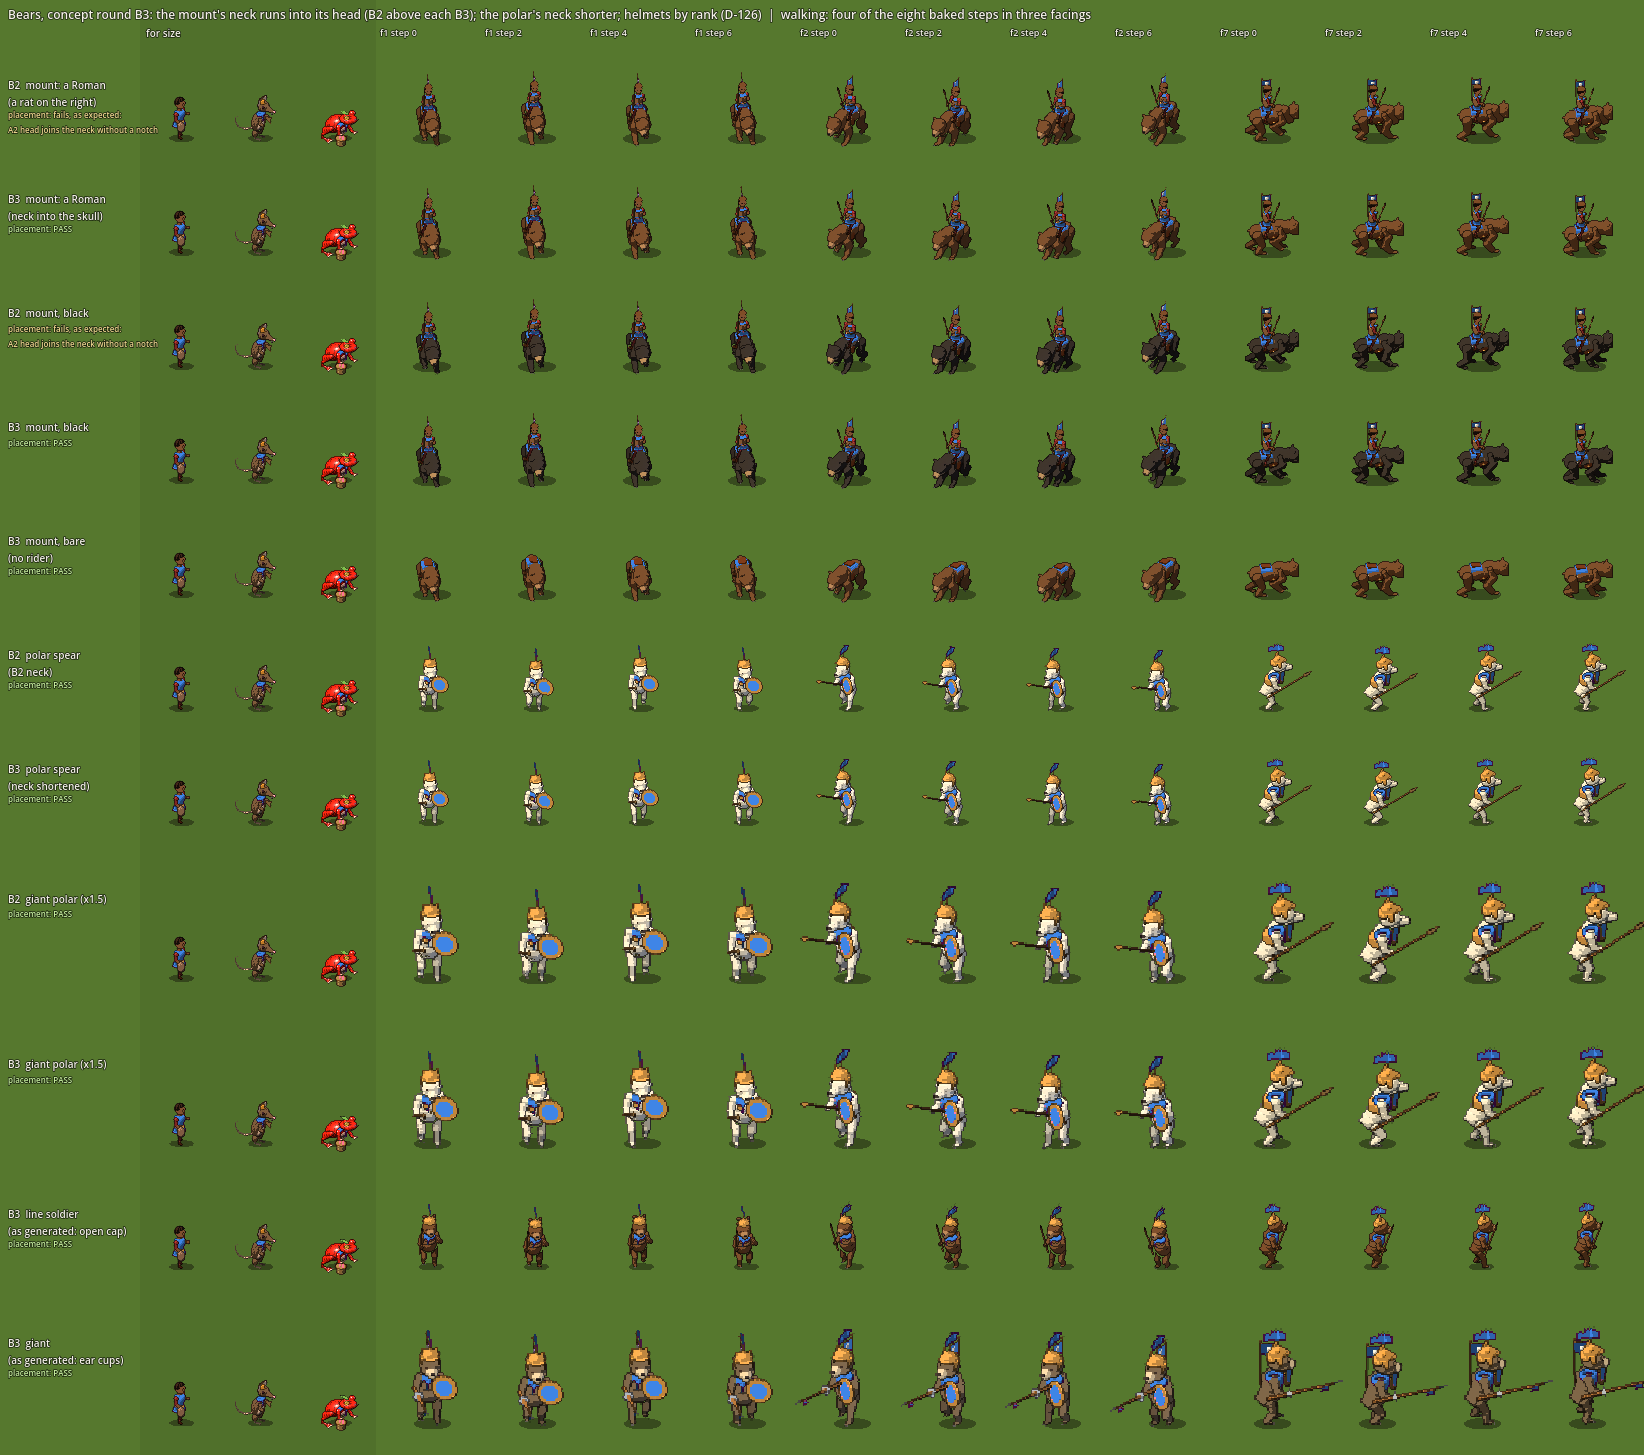 Bears, concept round B3: the mount's neck runs into its head (B2 above each B3); the polar's neck shorter; helmets by rank (D-126) | walking: four of the eight baked steps in three facings
for size f1 step 0 f1 step 2 f1 step 4 f1 step 6 f2 step 0 f2 step 2 f2 step 4 f2 step 6 f7 step 0 f7 step 2 f7 step 4 f7 step 6
B2 mount: a Roman
(a rat on the right)
placement: fails, as expected:
A2 head joins the neck without a notch
B3 mount: a Roman
(neck into the skull)
placement: PASS
B2 mount, black
placement: fails, as expected:
A2 head joins the neck without a notch
B3 mount, black
placement: PASS
B3 mount, bare
(no rider)
placement: PASS
B2 polar spear
(B2 neck)
placement: PASS
B3 polar spear
(neck shortened)
placement: PASS
B2 giant polar (x1.5)
placement: PASS
B3 giant polar (x1.5)
placement: PASS
B3 line soldier
(as generated: open cap)
placement: PASS
B3 giant
(as generated: ear cups)
placement: PASS